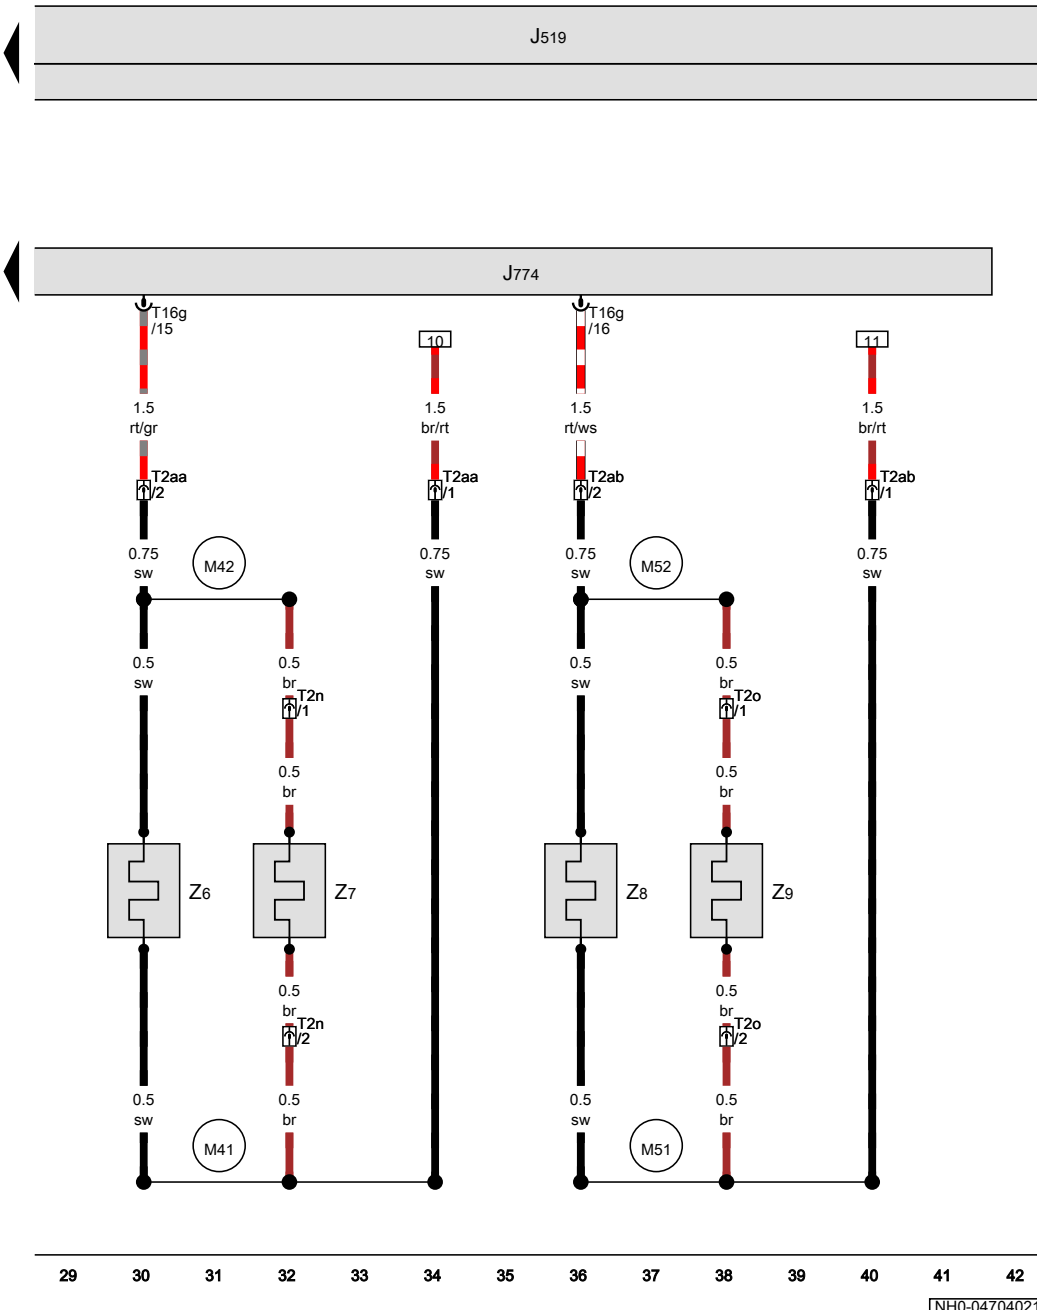 J519
J774
T16g
/15
T16g
/16
10
11
1.5
rt/gr
1.5
br/rt
1.5
rt/ws
1.5
br/rt
T2aa
/2
T2aa
/1
T2ab
/2
T2ab
/1
0.75
sw
M42
0.75
sw
0.75
sw
M52
0.75
sw
0.5
sw
0.5
br
0.5
sw
0.5
br
T2n
/1
T2o
/1
0.5
br
0.5
br
Z6
Z7
Z8
Z9
0.5
br
0.5
br
T2n
/2
T2o
/2
0.5
sw
0.5
br
0.5
sw
0.5
br
M41
M51
29 30 31 32 33 34 35 36 37 38 39 40 41 42
NH0-04704021